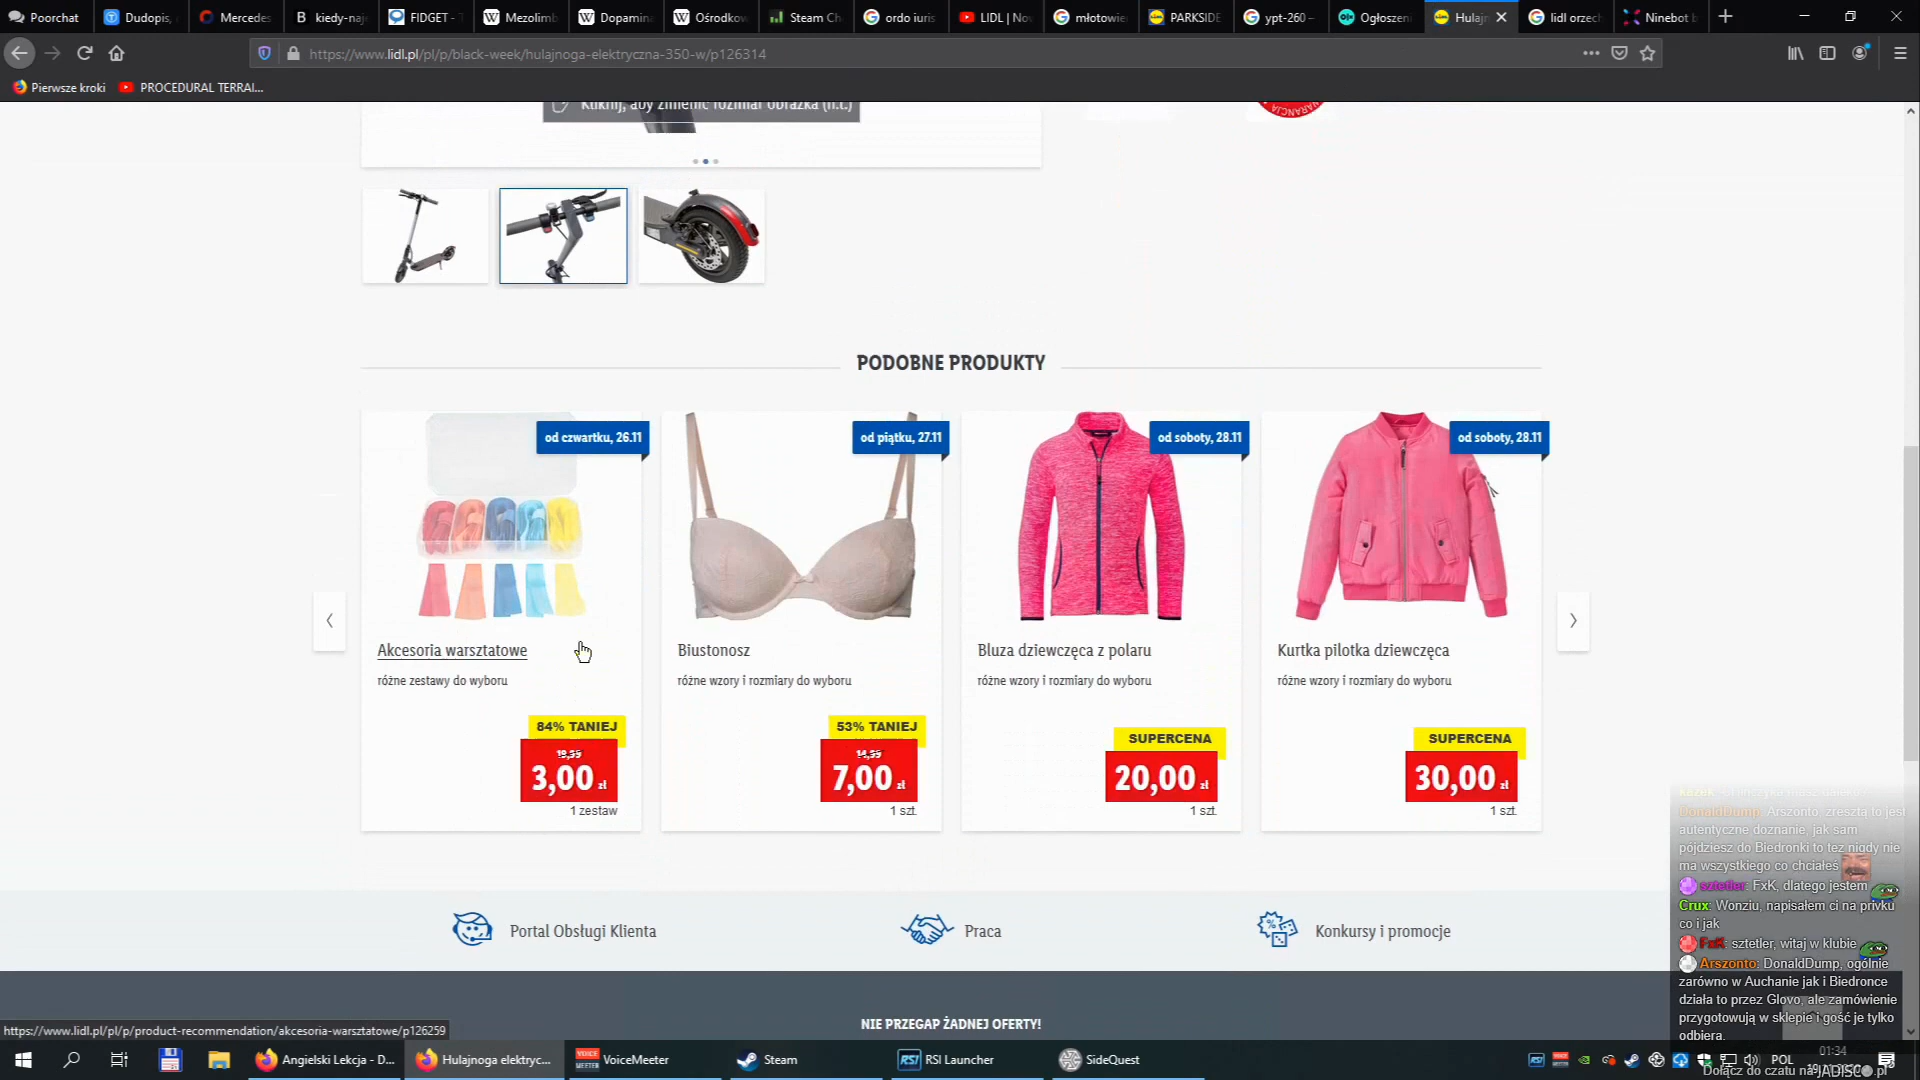 Poorchat
Dudopis,
Mercedes
kiedy-naj
FIDGET - T
Mezolimb
Dopamina
Ośrodkow
Steam Ch
ordo iuris
LIDL | No
młotowie
PARKSIDE
ypt-260 –
Ogłoszeni
Hulajn
lidl orzec
Ninebot b
https://www.lidl.pl/pl/p/black-week/hulajnoga-elektryczna-350-w/p126314
Pierwsze kroki
PROCEDURAL TERRAI...
Kliknij, aby zmienić rozmiar obrazka (n.t.)
GWARANCJA
PODOBNE PRODUKTY
od czwartku, 26.11
od piątku, 27.11
od soboty, 28.11
od soboty, 28.11
Akcesoria warsztatowe
różne zestawy do wyboru
84% TANIEJ
19,99
3,00 zł
1 zestaw
Biustonosz
różne wzory i rozmiary do wyboru
53% TANIEJ
14,99
7,00 zł
1 szt.
Bluza dziewczęca z polaru
różne wzory i rozmiary do wyboru
SUPERCENA
20,00 zł
1 szt.
Kurtka pilotka dziewczęca
różne wzory i rozmiary do wyboru
SUPERCENA
30,00 zł
1 szt.
DonaldDump: Arszonto, zresztą to jest
autentyczne doznanie, jak sam
pójdziesz do Biedronki to też nigdy nie
ma wszystkiego co chciałeś
sztetler: FxK, dlatego jestem
Crux: Wonziu, napisałem ci na privku
co i jak
FxK: sztetler, witaj w klubie
Arszonto: DonaldDump, ogólnie
zarówno w Auchanie jak i Biedronce
działa to przez Glovo, ale zamówienie
przygotowują w sklepie i gość je tylko
odbiera.
Portal Obsługi Klienta
Praca
Konkursy i promocje
NIE PRZEGAP ŻADNEJ OFERTY!
https://www.lidl.pl/pl/p/product-recommendation/akcesoria-warsztatowe/p126259
Angielski Lekcja - D...
Hulajnoga elektryc...
VOICE MEETER
VoiceMeeter
Steam
RSI
RSI Launcher
SideQuest
POL
01:34
Dołącz do czatu na JADISCO.pl